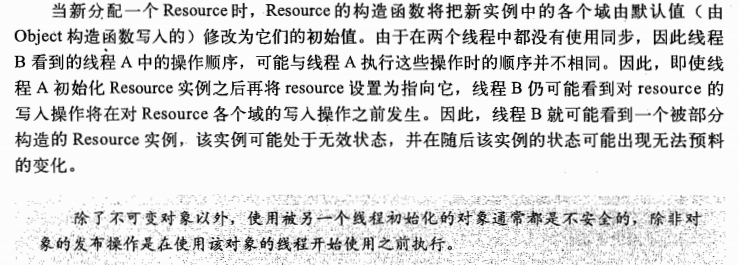 当新分配一个 Resource 时，Resource 的构造函数将把新实例中的各个域由默认值（由
Object 构造函数写入的）修改为它们的初始值。由于在两个线程中都没有使用同步，因此线程
B 看到的线程 A 中的操作顺序，可能与线程 A 执行这些操作时的顺序并不相同。因此，即使线
程 A 初始化 Resource 实例之后再将 resource 设置为指向它，线程 B 仍可能看到对 resource 的
写入操作将在对 Resource 各个域的写入操作之前发生。因此，线程 B 就可能看到一个被部分
构造的 Resource 实例，该实例可能处于无效状态，并在随后该实例的状态可能出现无法预料
的变化。
除了不可变对象以外，使用被另一个线程初始化的对象通常都是不安全的，除非对
象的发布操作是在使用该对象的线程开始使用之前执行。